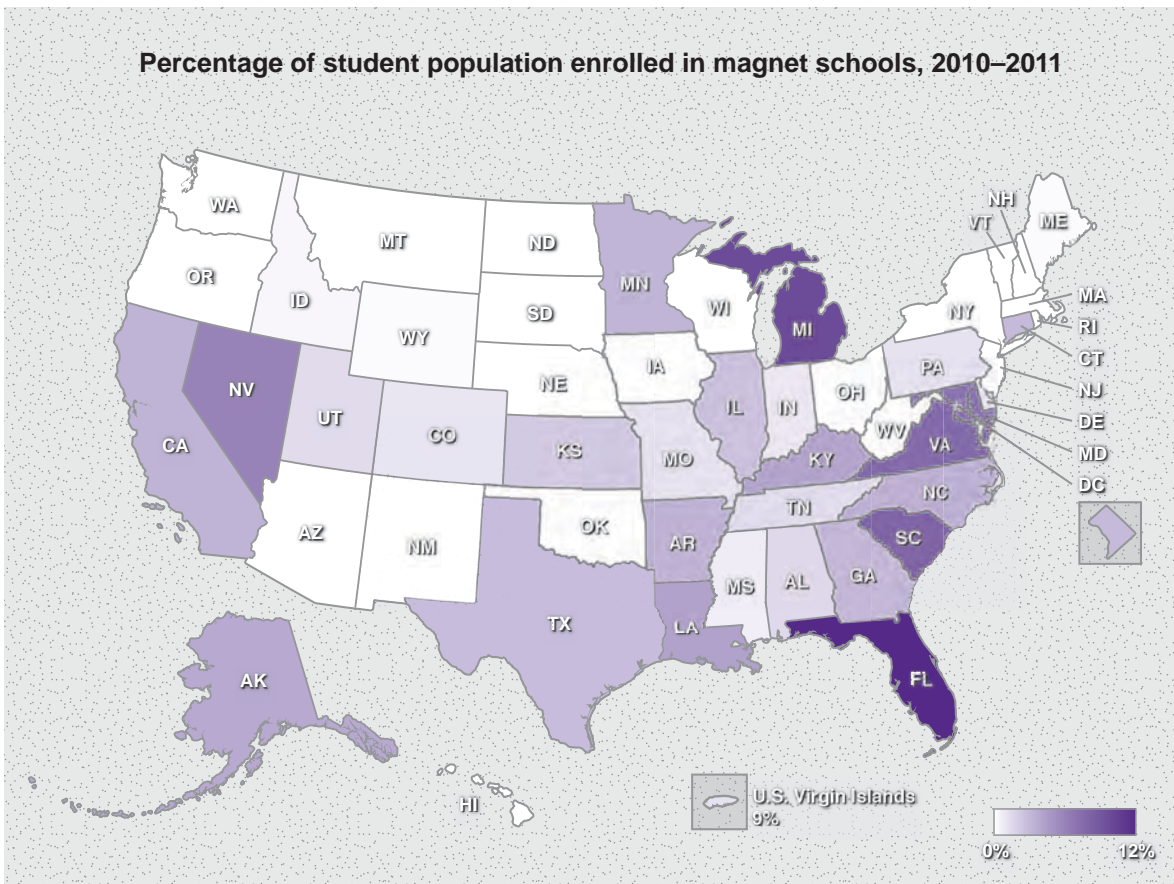 Percentage of student population enrolled in magnet schools, 2010–2011
WA
OR
ID
MT
WY
ND
SD
NE
MN
IA
WI
MI
NH
VT
ME
NY
MA
RI
CT
NJ
DE
MD
DC
PA
OH
IN
IL
WV
VA
KY
NC
TN
SC
GA
AL
MS
FL
LA
AR
MO
KS
OK
TX
NM
AZ
CO
UT
NV
CA
AK
HI
U.S. Virgin Islands
9%
0%
12%